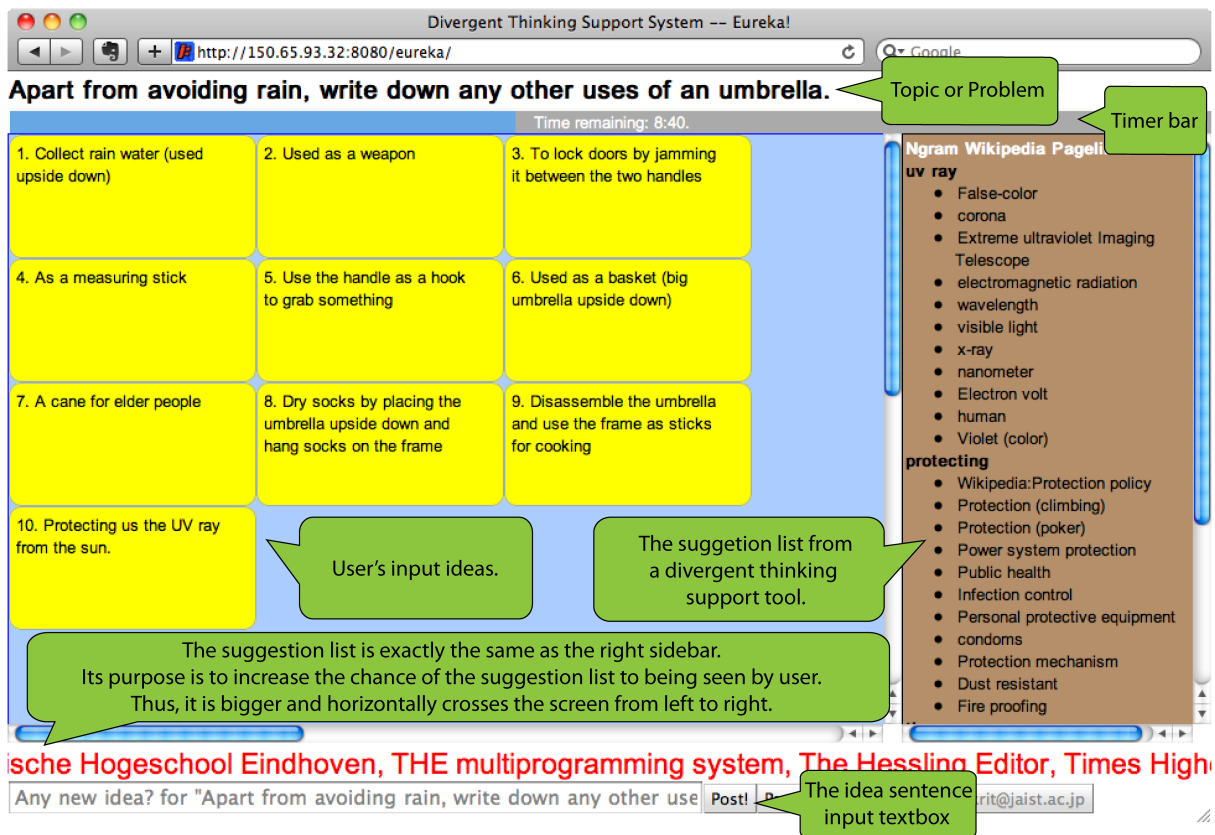 Divergent Thinking Support System -- Eureka!
http://150.65.93.32:8080/eureka/
Google
Apart from avoiding rain, write down any other uses of an umbrella.
Topic or Problem
Time remaining: 8:40.
Timer bar
1. Collect rain water (used
upside down)
2. Used as a weapon
3. To lock doors by jamming
it between the two handles
4. As a measuring stick
5. Use the handle as a hook
to grab something
6. Used as a basket (big
umbrella upside down)
7. A cane for elder people
8. Dry socks by placing the
umbrella upside down and
hang socks on the frame
9. Disassemble the umbrella
and use the frame as sticks
for cooking
10. Protecting us the UV ray
from the sun.
User's input ideas.
The suggetion list from
a divergent thinking
support tool.
Ngram Wikipedia
uv ray
False-color
corona
Extreme ultraviolet Imaging
Telescope
electromagnetic radiation
wavelength
visible light
x-ray
nanometer
Electron volt
human
Violet (color)
protecting
Wikipedia:Protection policy
Protection (climbing)
Protection (poker)
Power system protection
Public health
Infection control
Personal protective equipment
condoms
Protection mechanism
Dust resistant
Fire proofing
The suggestion list is exactly the same as the right sidebar.
Its purpose is to increase the chance of the suggestion list to being seen by user.
Thus, it is bigger and horizontally crosses the screen from left to right.
ische Hogeschool Eindhoven, THE multiprogramming system, The Hessling Editor, Times High
Any new idea? for "Apart from avoiding rain, write down any other use
Post!
The idea sentence
input textbox
rit@jaist.ac.jp